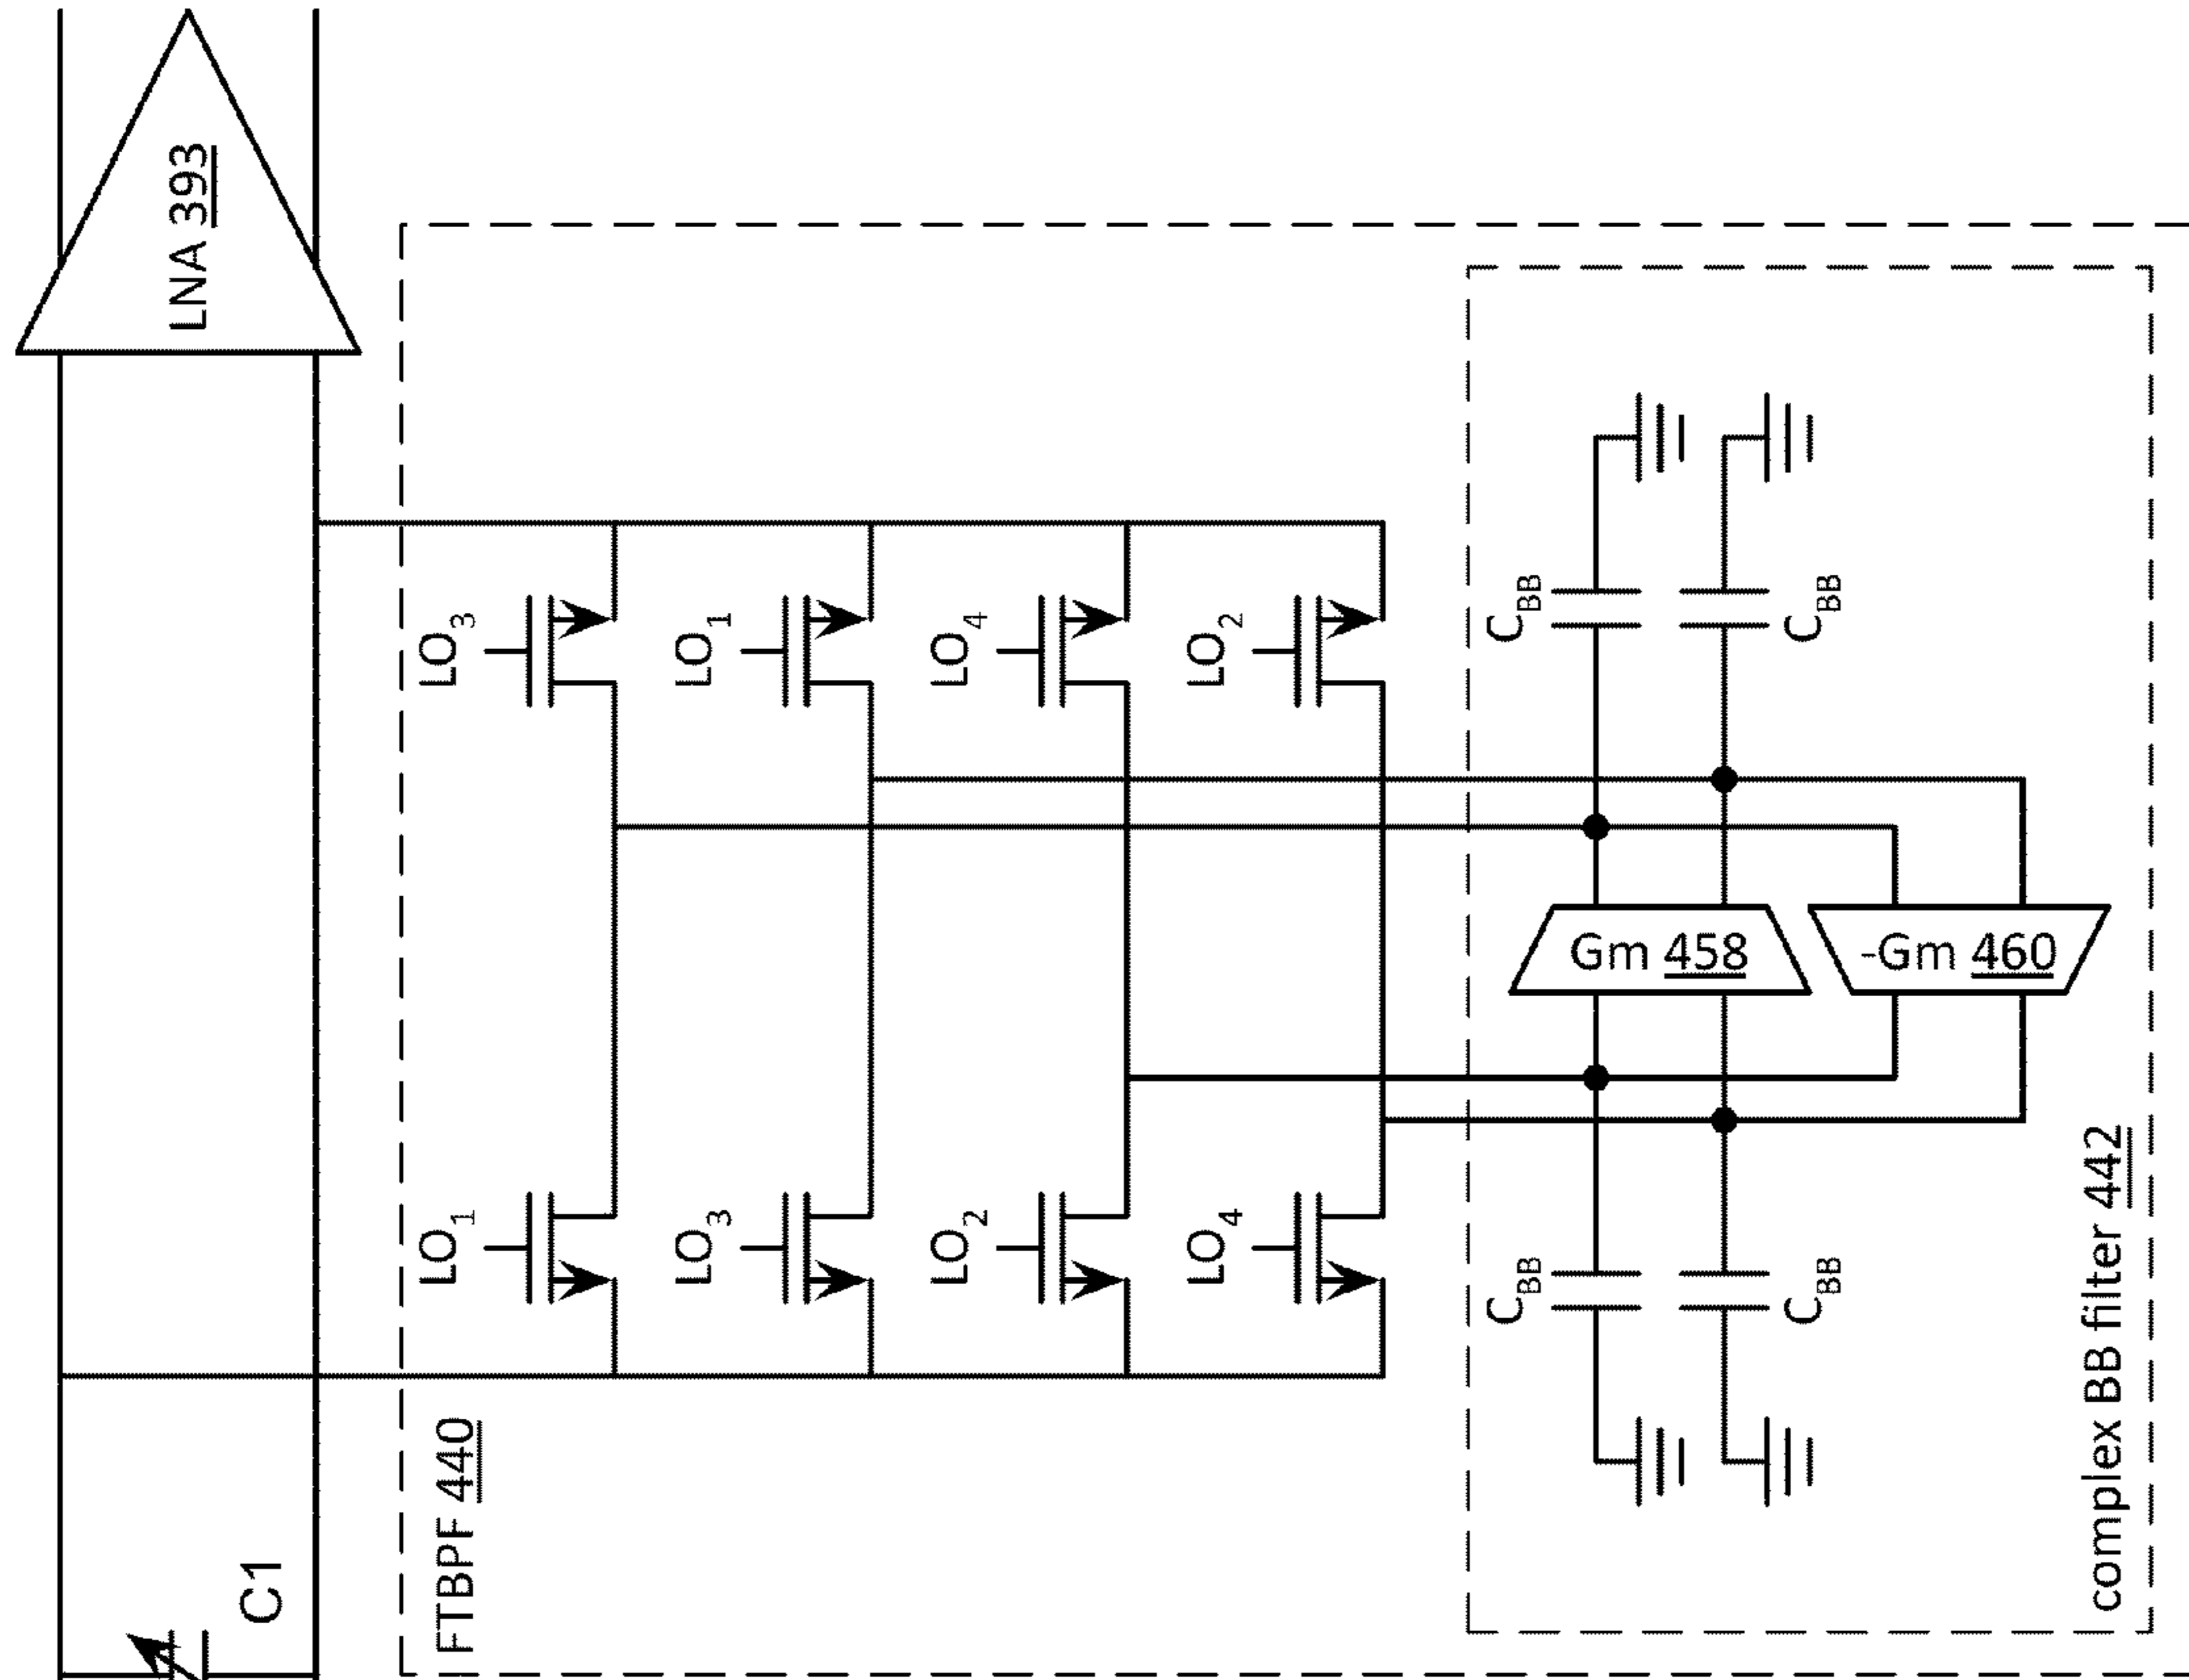 LNA 393
C1
FTBPF 440
LO1
LO3
LO3
LO1
LO2
LO4
LO4
LO2
CBB
CBB
CBB
CBB
Gm 458
-Gm 460
complex BB filter 442